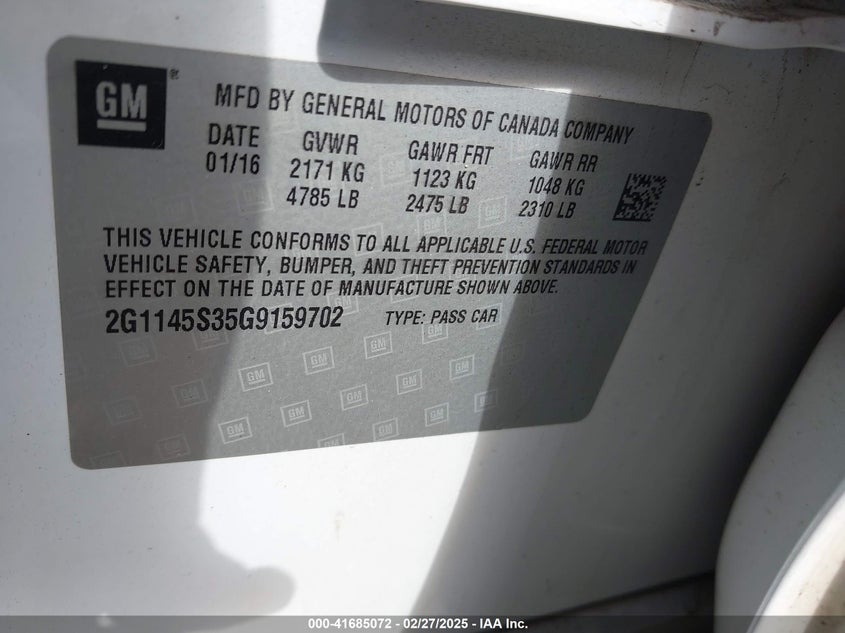 GM ®
MFD BY GENERAL MOTORS OF CANADA COMPANY
DATE GVWR GAWR FRT GAWR RR
01/16 2171 KG 1123 KG 1048 KG
4785 LB 2475 LB 2310 LB
THIS VEHICLE CONFORMS TO ALL APPLICABLE U.S. FEDERAL MOTOR
VEHICLE SAFETY, BUMPER, AND THEFT PREVENTION STANDARDS IN
EFFECT ON THE DATE OF MANUFACTURE SHOWN ABOVE.
2G1145S35G9159702 TYPE: PASS CAR
000-41685072 / 02/27/2025 - IAA Inc.